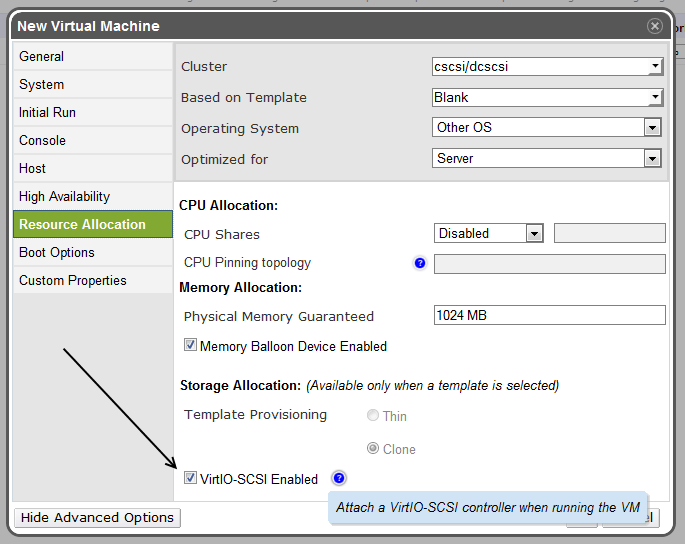 New Virtual Machine
General
System
Initial Run
Console
Host
High Availability
Resource Allocation
Boot Options
Custom Properties
Cluster cscsi/dcscsi
Based on Template Blank
Operating System Other OS
Optimized for Server
CPU Allocation:
CPU Shares Disabled
CPU Pinning topology ?
Memory Allocation:
Physical Memory Guaranteed 1024 MB
Memory Balloon Device Enabled
Storage Allocation: (Available only when a template is selected)
Template Provisioning Thin
Clone
VirtIO-SCSI Enabled ?
Attach a VirtIO-SCSI controller when running the VM
Hide Advanced Options